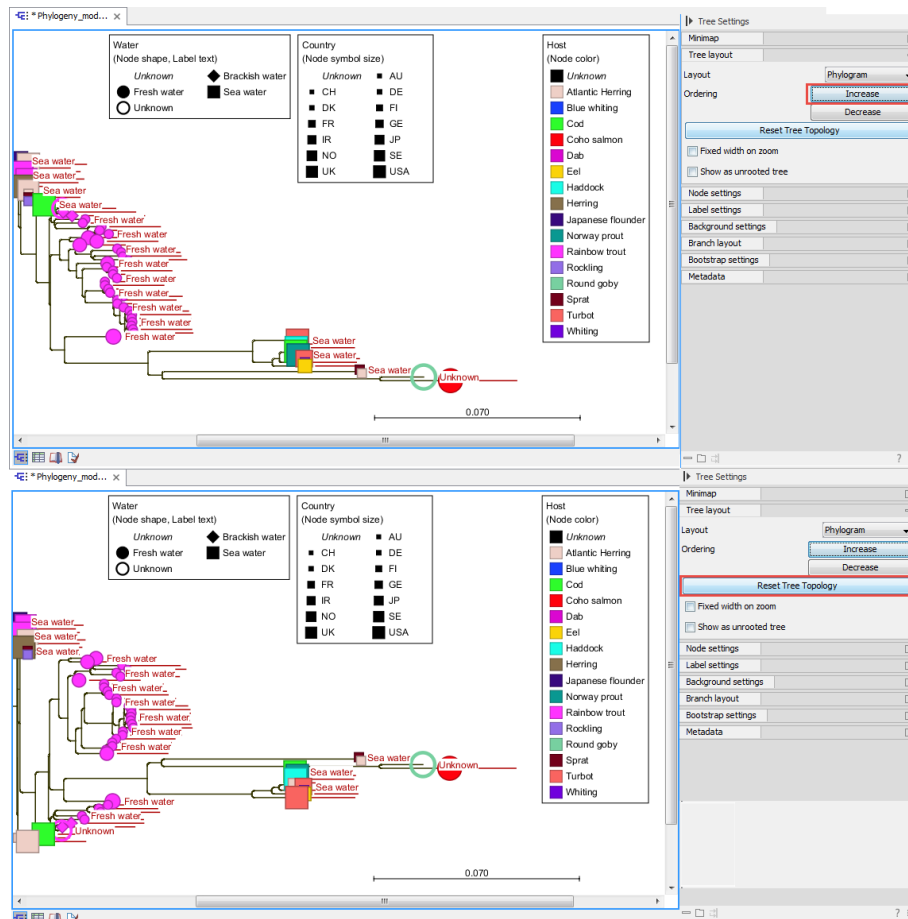 *Phylogeny_mod... ×
Water
(Node shape, Label text)
Unknown
Brackish water
Fresh water
Sea water
Unknown
Country
(Node symbol size)
Unknown
AU
CH
DE
DK
FI
FR
GE
IR
JP
NO
SE
UK
USA
Host
(Node color)
Unknown
Atlantic Herring
Blue whiting
Cod
Coho salmon
Dab
Eel
Haddock
Herring
Japanese flounder
Norway prout
Rainbow trout
Rockling
Round goby
Sprat
Turbot
Whiting
Sea water
Sea water
Sea water
Sea water
Fresh water
Fresh water
Fresh water
Fresh water
Fresh water
Fresh water
Fresh water
Fresh water
Fresh water
Sea water
Sea water
Sea water
Unknown
0.070
Tree Settings
Minimap
Tree layout
Layout
Phylogram
Ordering
Increase
Decrease
Reset Tree Topology
Fixed width on zoom
Show as unrooted tree
Node settings
Label settings
Background settings
Branch layout
Bootstrap settings
Metadata
?
*Phylogeny_mod... ×
Water
(Node shape, Label text)
Unknown
Brackish water
Fresh water
Sea water
Unknown
Country
(Node symbol size)
Unknown
AU
CH
DE
DK
FI
FR
GE
IR
JP
NO
SE
UK
USA
Host
(Node color)
Unknown
Atlantic Herring
Blue whiting
Cod
Coho salmon
Dab
Eel
Haddock
Herring
Japanese flounder
Norway prout
Rainbow trout
Rockling
Round goby
Sprat
Turbot
Whiting
Sea water
Sea water
Sea water
Fresh water
Fresh water
Fresh water
Fresh water
Fresh water
Fresh water
Fresh water
Sea water
Unknown
Sea water
Sea water
Fresh water
Fresh water
Unknown
0.070
Tree Settings
Minimap
Tree layout
Layout
Phylogram
Ordering
Increase
Decrease
Reset Tree Topology
Fixed width on zoom
Show as unrooted tree
Node settings
Label settings
Background settings
Branch layout
Bootstrap settings
Metadata
?